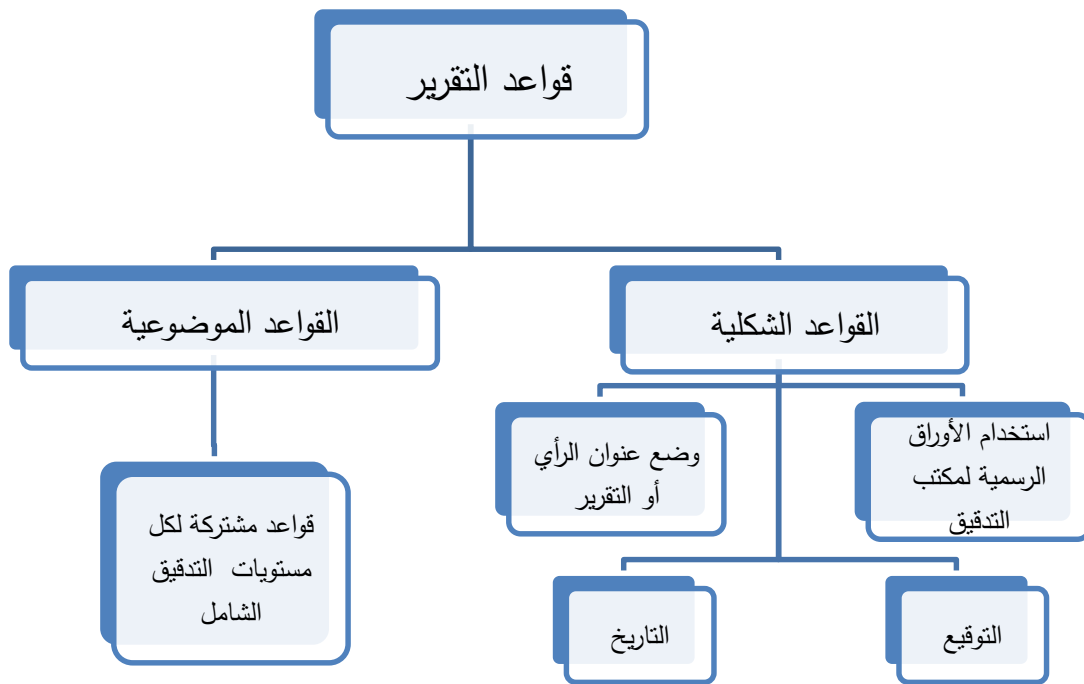 قواعد التقرير
القواعد الشكلية
القواعد الموضوعية
استخدام الأوراق
الرسمية لمكتب
التدقيق
وضع عنوان الرأي
أو التقرير
التوقيع
التاريخ
قواعد مشتركة لكل
مستويات التدقيق
الشامل